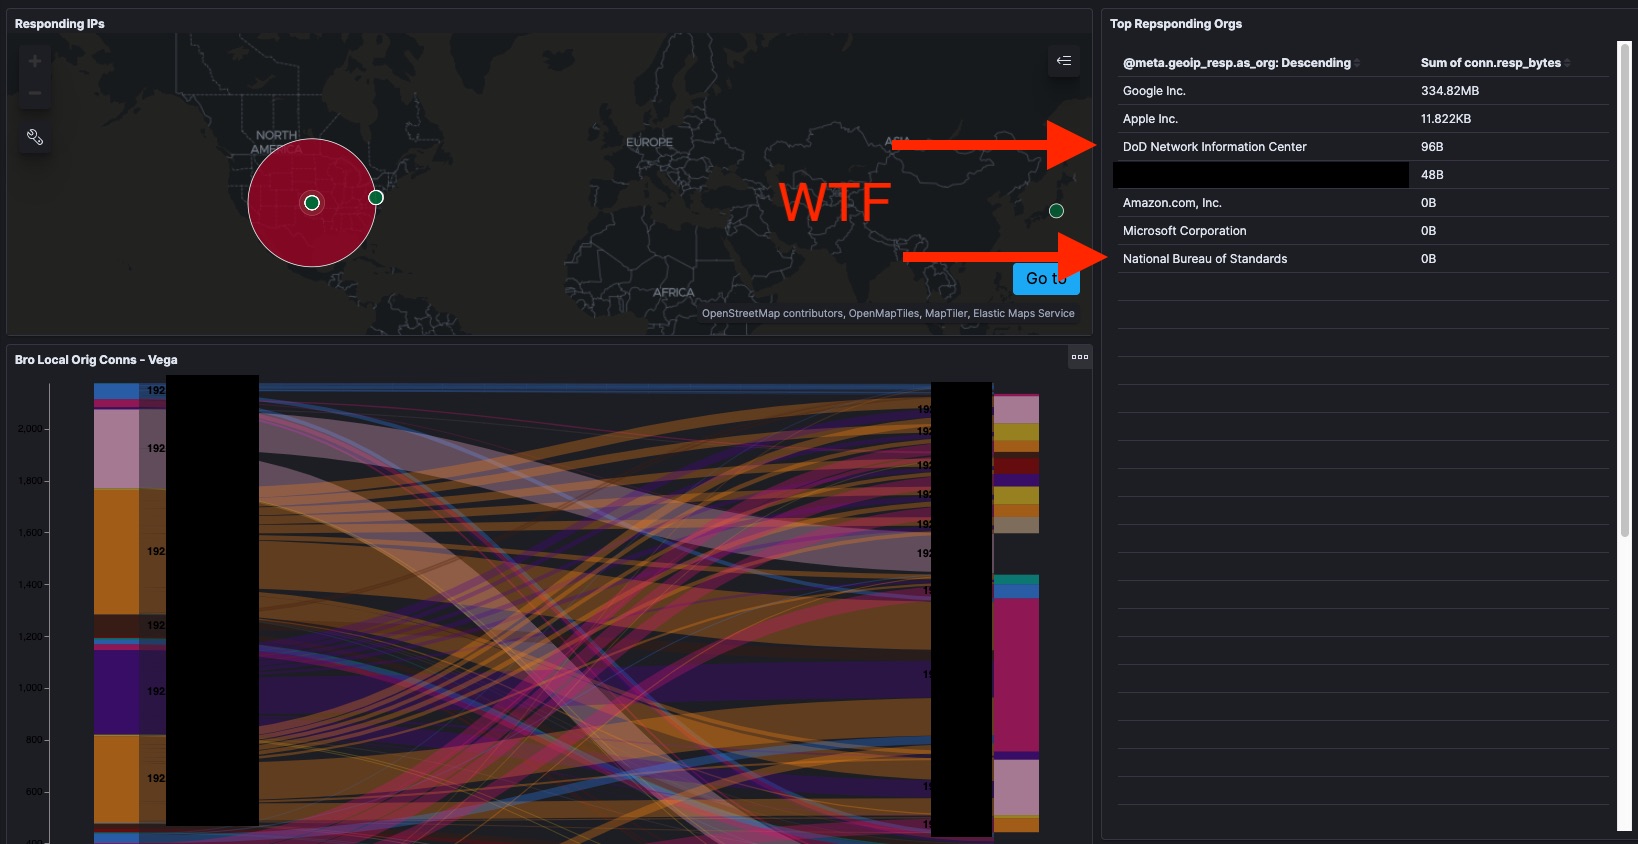 Responding IPs
NORTH
AMERICA
EUROPE
ASIA
AFRICA
WTF
Go to
OpenStreetMap contributors, OpenMapTiles, MapTiler, Elastic Maps Service
Top Repsponding Orgs
@meta.geoip_resp.as_org: Descending Sum of conn.resp_bytes
Google Inc. 334.82MB
Apple Inc. 11.822KB
DoD Network Information Center 96B
48B
Amazon.com, Inc. 0B
Microsoft Corporation 0B
National Bureau of Standards 0B
Bro Local Orig Conns - Vega
2,000
1,800
1,600
1,400
1,200
1,000
800
600
192
192
192
192
192
192